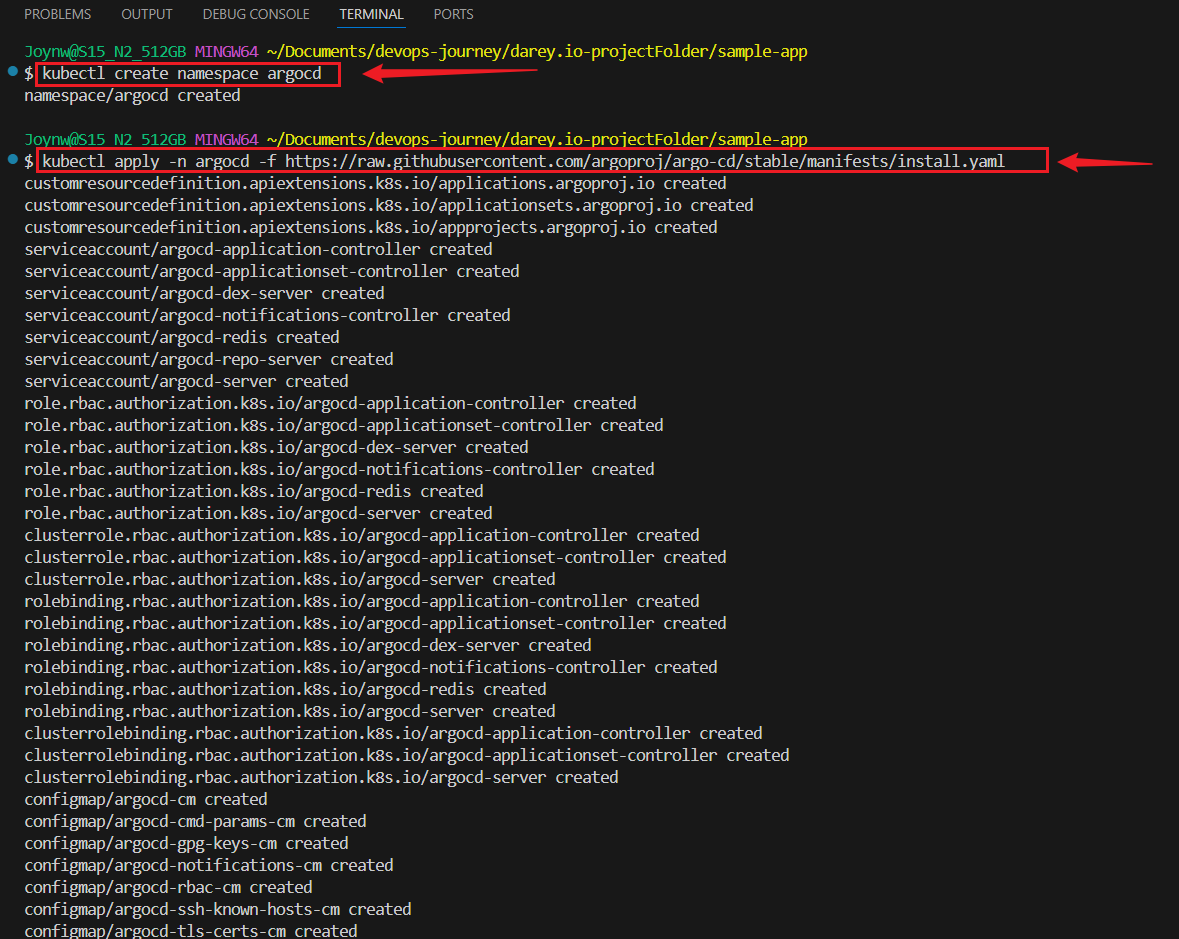 PROBLEMS OUTPUT DEBUG CONSOLE TERMINAL PORTS
Joynw@S15_N2_512GB MINGW64 ~/Documents/devops-journey/darey.io-projectFolder/sample-app
$ kubectl create namespace argocd
namespace/argocd created
Joynw@S15_N2_512GB MINGW64 ~/Documents/devops-journey/darey.io-projectFolder/sample-app
$ kubectl apply -n argocd -f https://raw.githubusercontent.com/argoproj/argo-cd/stable/manifests/install.yaml
customresourcedefinition.apiextensions.k8s.io/applications.argoproj.io created
customresourcedefinition.apiextensions.k8s.io/applicationsets.argoproj.io created
customresourcedefinition.apiextensions.k8s.io/appprojects.argoproj.io created
serviceaccount/argocd-application-controller created
serviceaccount/argocd-applicationset-controller created
serviceaccount/argocd-dex-server created
serviceaccount/argocd-notifications-controller created
serviceaccount/argocd-redis created
serviceaccount/argocd-repo-server created
serviceaccount/argocd-server created
role.rbac.authorization.k8s.io/argocd-application-controller created
role.rbac.authorization.k8s.io/argocd-applicationset-controller created
role.rbac.authorization.k8s.io/argocd-dex-server created
role.rbac.authorization.k8s.io/argocd-notifications-controller created
role.rbac.authorization.k8s.io/argocd-redis created
role.rbac.authorization.k8s.io/argocd-server created
clusterrole.rbac.authorization.k8s.io/argocd-application-controller created
clusterrole.rbac.authorization.k8s.io/argocd-applicationset-controller created
clusterrole.rbac.authorization.k8s.io/argocd-server created
rolebinding.rbac.authorization.k8s.io/argocd-application-controller created
rolebinding.rbac.authorization.k8s.io/argocd-applicationset-controller created
rolebinding.rbac.authorization.k8s.io/argocd-dex-server created
rolebinding.rbac.authorization.k8s.io/argocd-notifications-controller created
rolebinding.rbac.authorization.k8s.io/argocd-redis created
rolebinding.rbac.authorization.k8s.io/argocd-server created
clusterrolebinding.rbac.authorization.k8s.io/argocd-application-controller created
clusterrolebinding.rbac.authorization.k8s.io/argocd-applicationset-controller created
clusterrolebinding.rbac.authorization.k8s.io/argocd-server created
configmap/argocd-cm created
configmap/argocd-cmd-params-cm created
configmap/argocd-gpg-keys-cm created
configmap/argocd-notifications-cm created
configmap/argocd-rbac-cm created
configmap/argocd-ssh-known-hosts-cm created
configmap/argocd-tls-certs-cm created